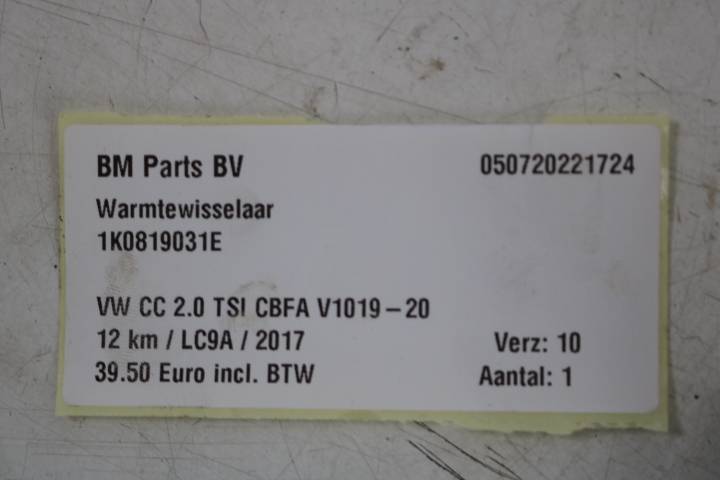 BM Parts BV 050720221724
Warmtewisselaar
1K0819031E
VW CC 2.0 TSI CBFA V1019-20
12 km / LC9A / 2017 Verz: 10
39.50 Euro incl. BTW Aantal: 1